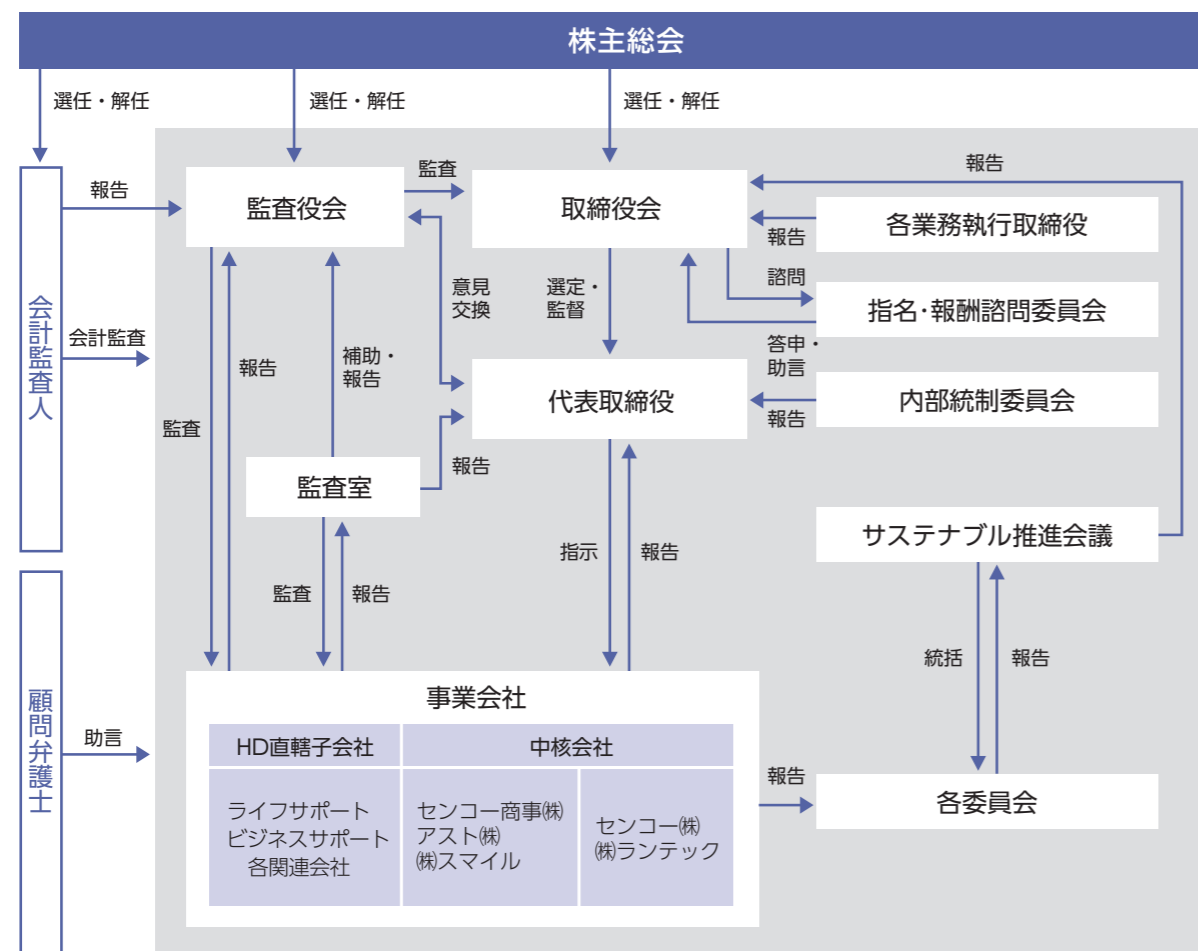 株主総会
選任・解任
選任・解任
選任・解任
会計監査人
報告
会計監査
監査役会
監査
取締役会
報告
報告
各業務執行取締役
諮問
指名・報酬諮問委員会
答申・
助言
意見
交換
選定・
監督
報告
補助・
報告
代表取締役
報告
内部統制委員会
監査
報告
監査室
サステナブル推進会議
監査
報告
指示
報告
統括
報告
顧問弁護士
助言
事業会社
HD直轄子会社
中核会社
ライフサポート
ビジネスサポート
各関連会社
センコー商事㈱
アスト㈱
㈱スマイル
センコー㈱
㈱ランテック
報告
各委員会